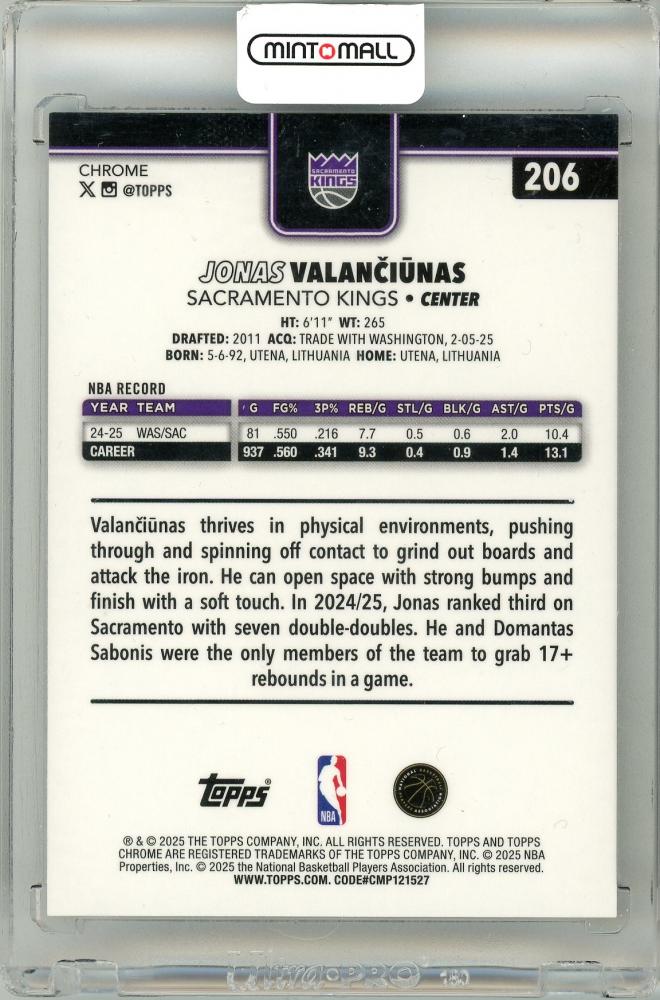 MINT MALL
CHROME
@TOPPS
SACRAMENTO
KINGS
206
JONAS VALANČIŪNAS
SACRAMENTO KINGS • CENTER
HT: 6'11" WT: 265
DRAFTED: 2011 ACQ: TRADE WITH WASHINGTON, 2-05-25
BORN: 5-6-92, UTENA, LITHUANIA HOME: UTENA, LITHUANIA
NBA RECORD
YEAR TEAM G FG% 3P% REB/G STL/G BLK/G AST/G PTS/G
24-25 WAS/SAC 81 .550 .216 7.7 0.5 0.6 2.0 10.4
CAREER 937 .560 .341 9.3 0.4 0.9 1.4 13.1
Valančiūnas thrives in physical environments, pushing
through and spinning off contact to grind out boards and
attack the iron. He can open space with strong bumps and
finish with a soft touch. In 2024/25, Jonas ranked third on
Sacramento with seven double-doubles. He and Domantas
Sabonis were the only members of the team to grab 17+
rebounds in a game.
topps®
NBA
® & © 2025 THE TOPPS COMPANY, INC. ALL RIGHTS RESERVED. TOPPS AND TOPPS
CHROME ARE REGISTERED TRADEMARKS OF THE TOPPS COMPANY, INC. © 2025 NBA
Properties, Inc. © 2025 the National Basketball Players Association. All rights reserved.
WWW.TOPPS.COM. CODE#CMP121527
ultra·PRO 180